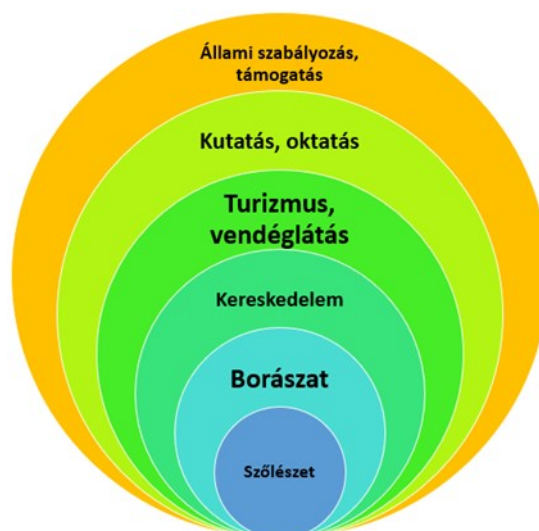 Állami szabályozás,
támogatás
Kutatás, oktatás
Turizmus,
vendéglátás
Kereskedelem
Borászat
Szőlészet